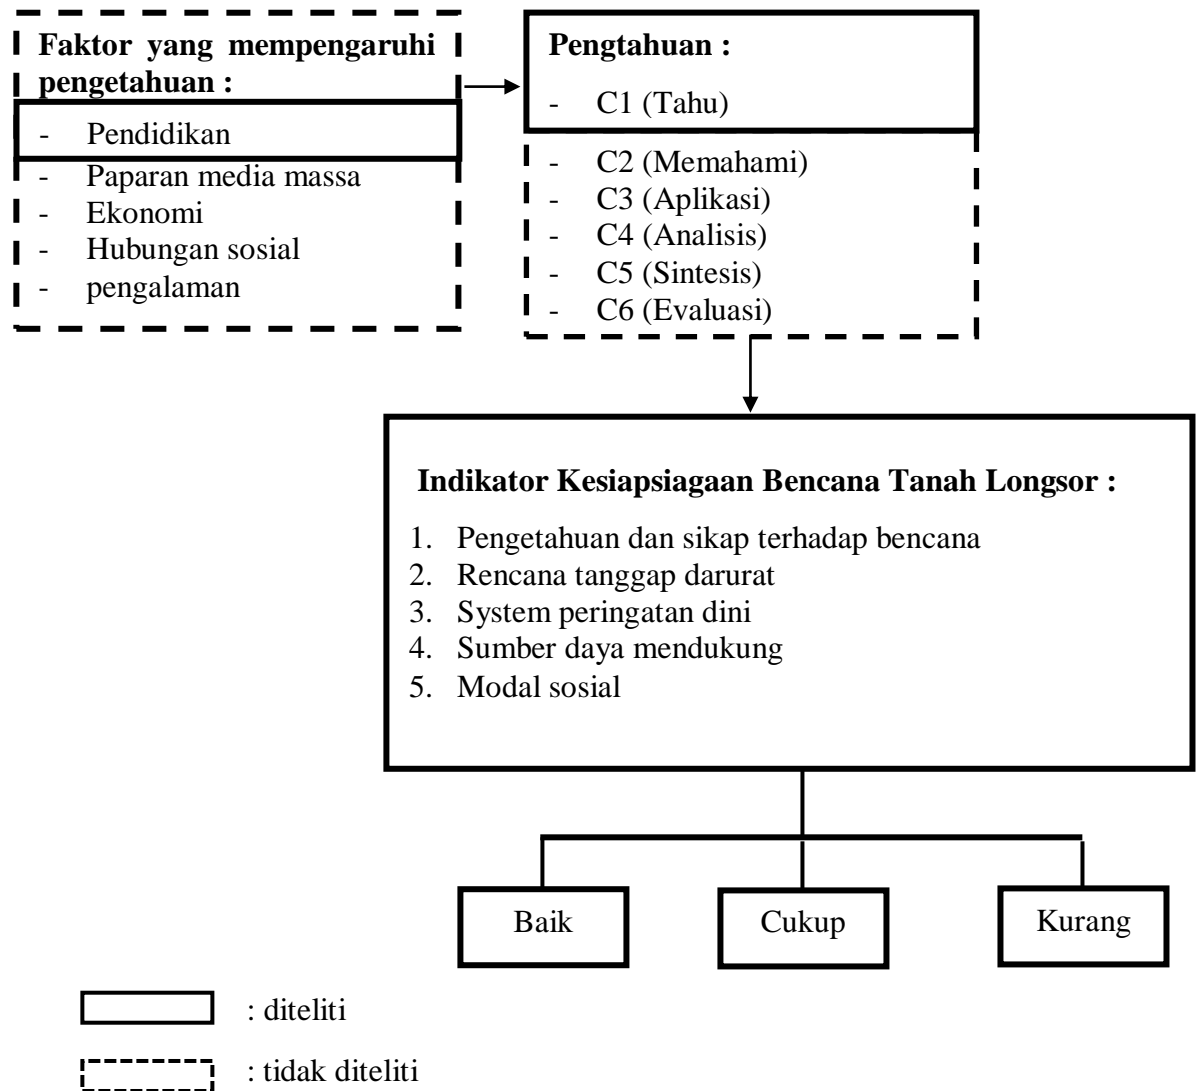 Faktor yang mempengaruhi
pengetahuan :
- Pendidikan
- Paparan media massa
- Ekonomi
- Hubungan sosial
- pengalaman
Pengtahuan :
- C1 (Tahu)
- C2 (Memahami)
- C3 (Aplikasi)
- C4 (Analisis)
- C5 (Sintesis)
- C6 (Evaluasi)
Indikator Kesiapsiagaan Bencana Tanah Longsor :
1. Pengetahuan dan sikap terhadap bencana
2. Rencana tanggap darurat
3. System peringatan dini
4. Sumber daya mendukung
5. Modal sosial
Baik
Cukup
Kurang
: diteliti
: tidak diteliti